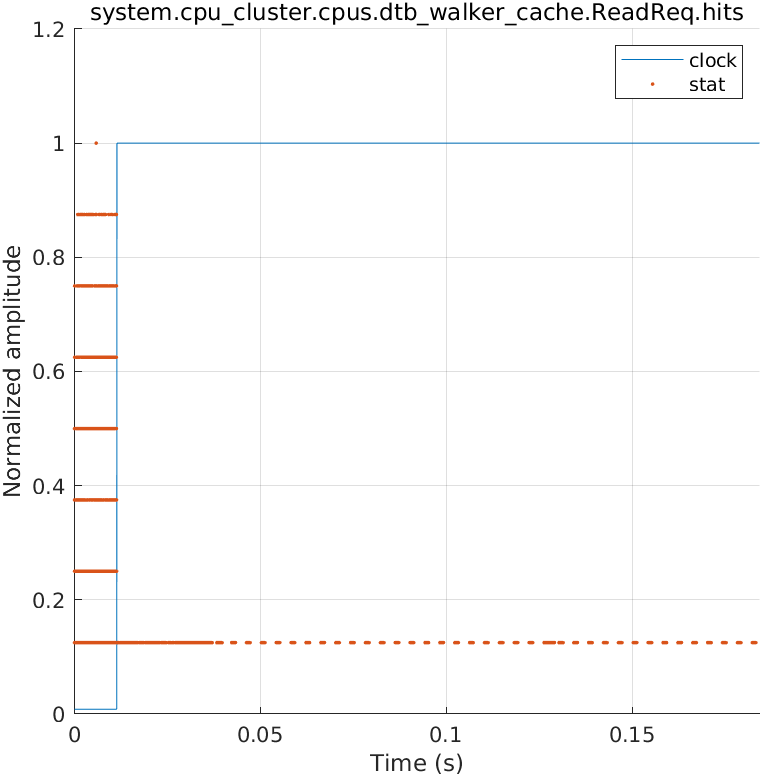 system.cpu_cluster.cpus.dtb_walker_cache.ReadReq.hits
clock
stat
Normalized amplitude
1.2
1
0.8
0.6
0.4
0.2
0
0
0.05
0.1
0.15
Time (s)